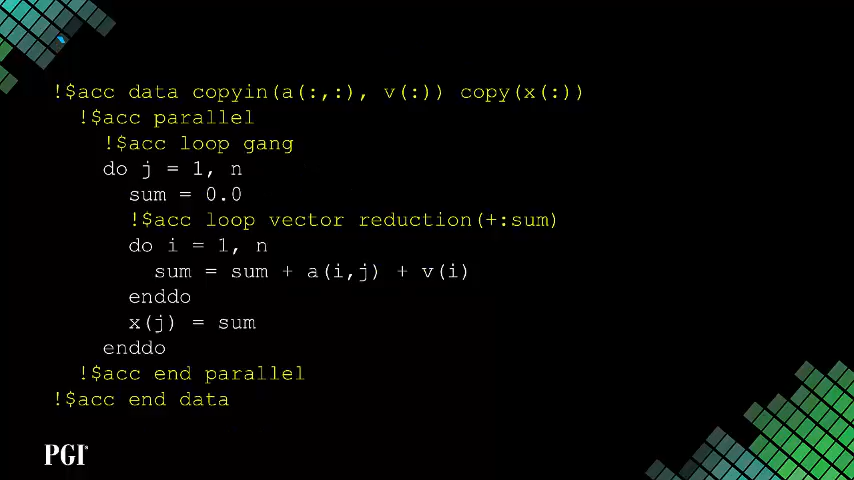 !$acc data copyin(a(:,:), v(:)) copy(x(:))
!$acc parallel
!$acc loop gang
do j = 1, n
sum = 0.0
!$acc loop vector reduction(+:sum)
do i = 1, n
sum = sum + a(i,j) + v(i)
enddo
x(j) = sum
enddo
!$acc end parallel
!$acc end data
PGI